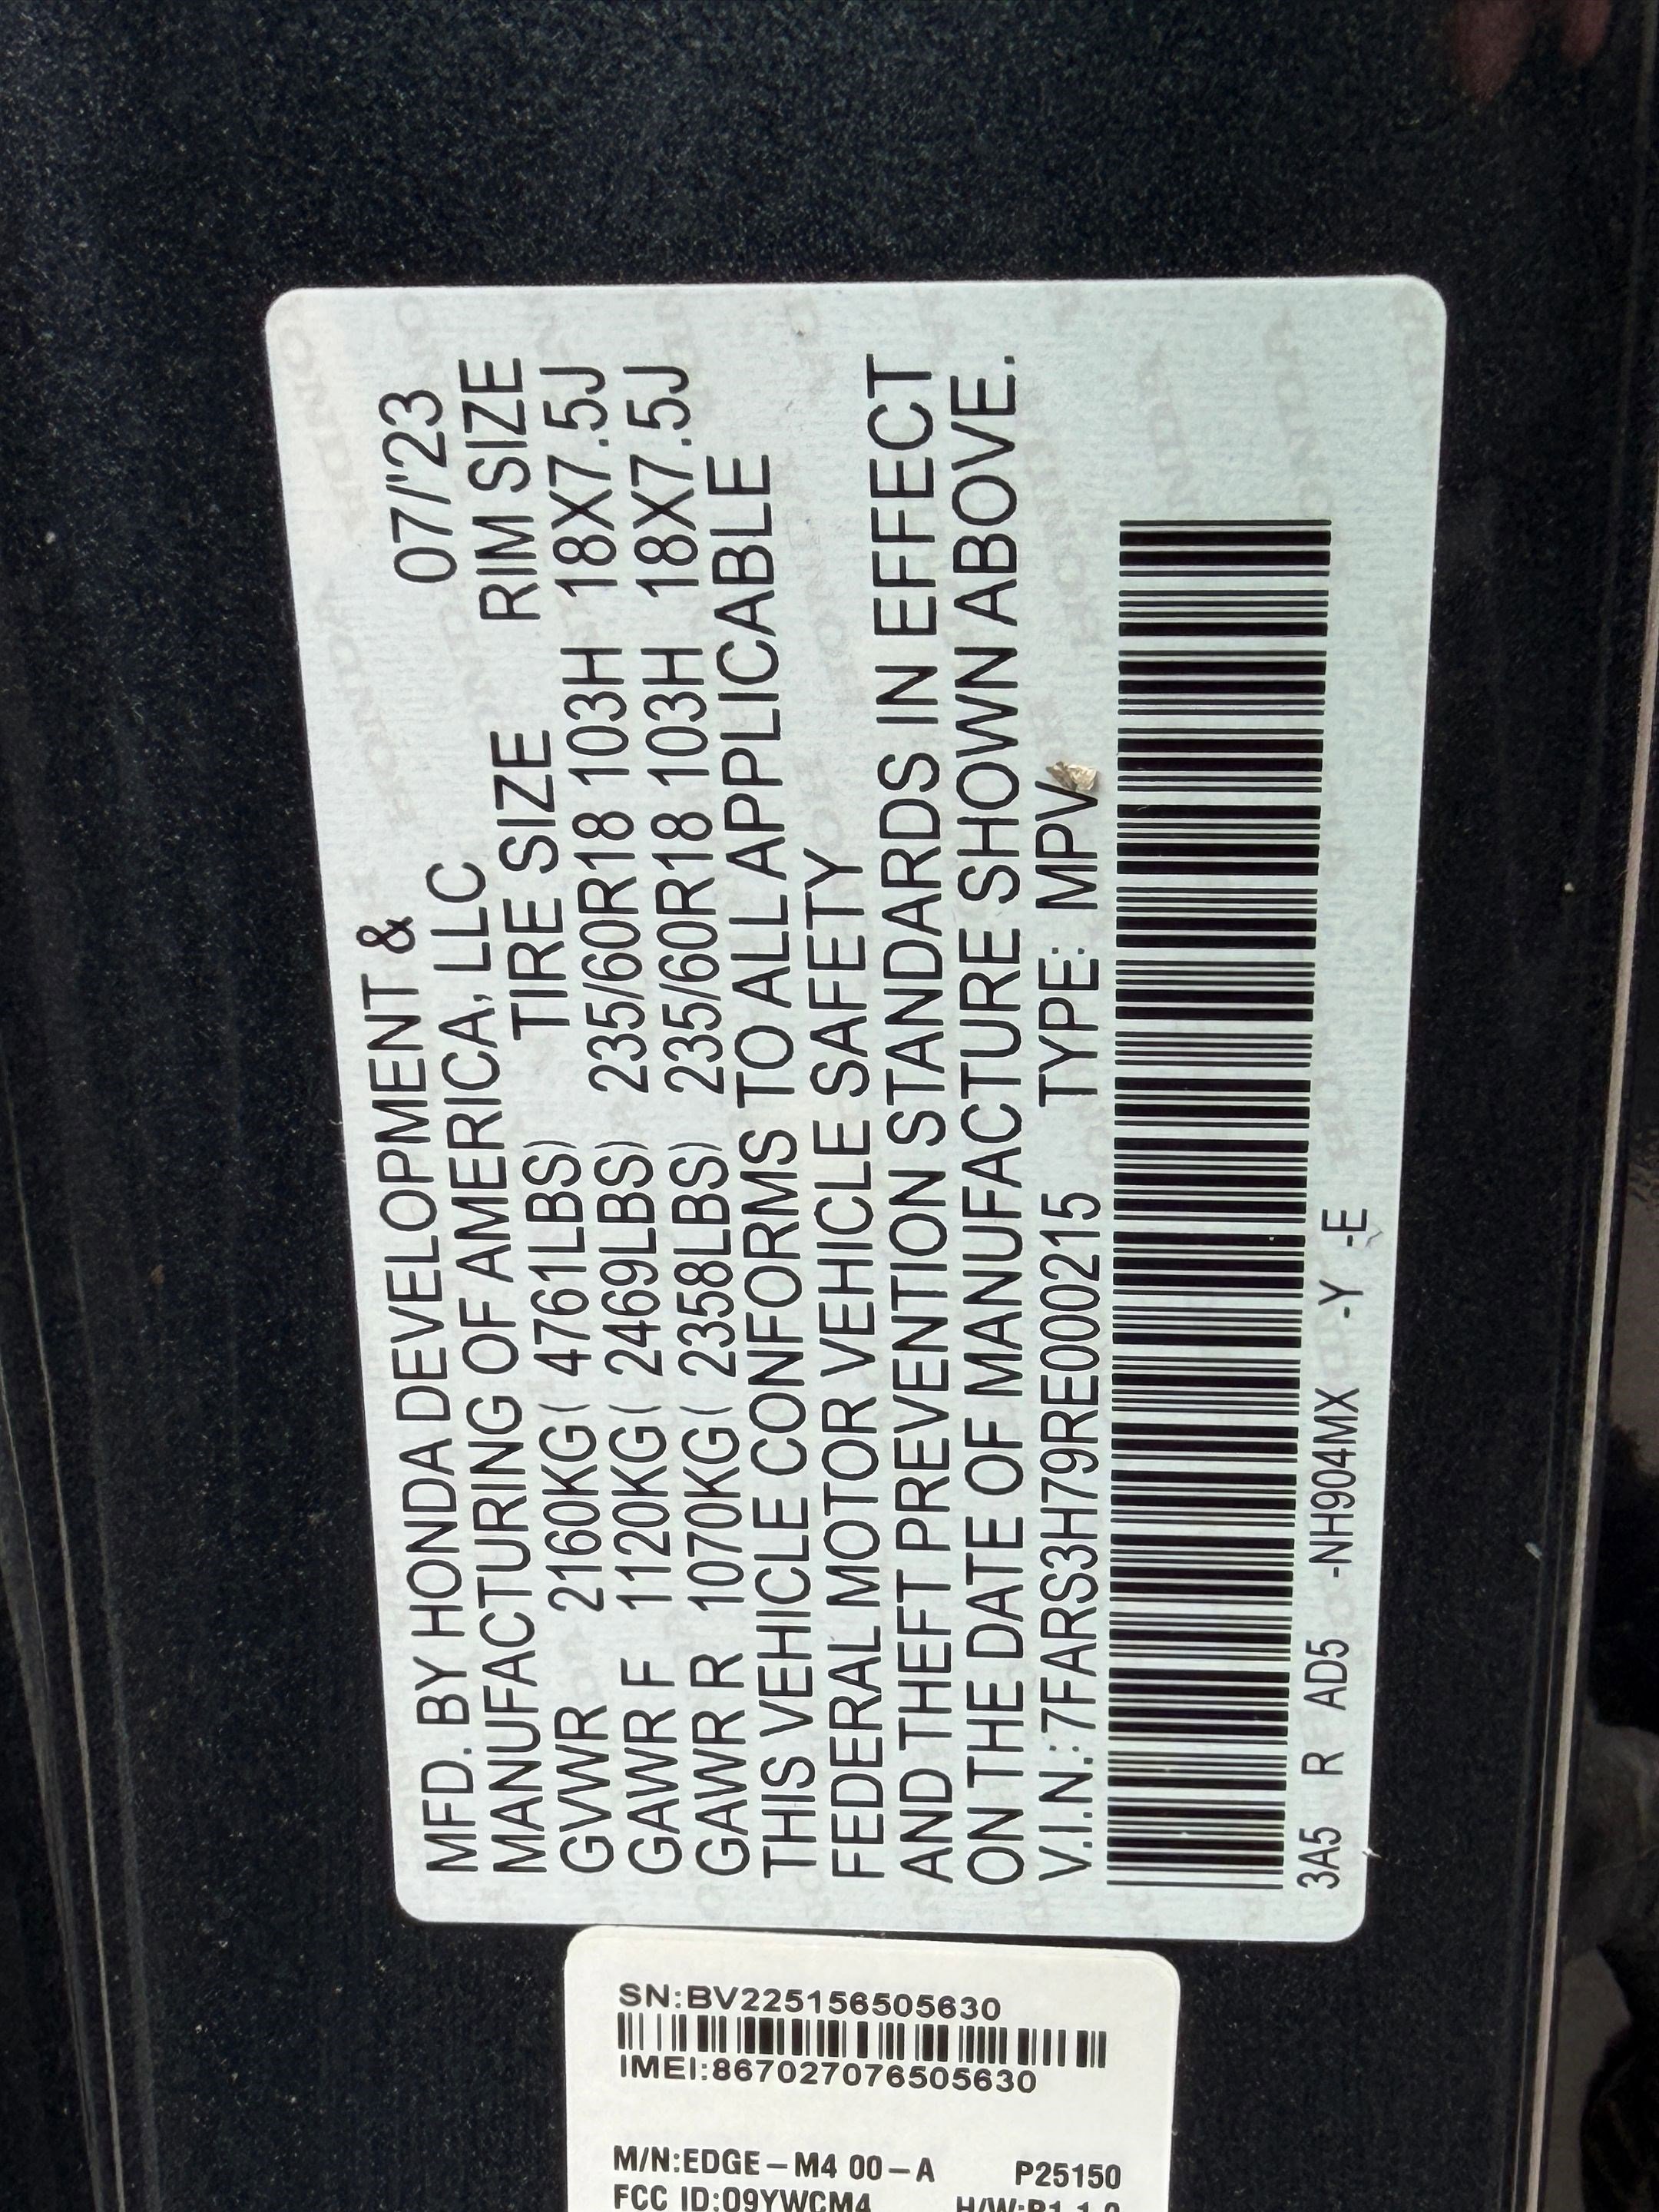 MFD. BY HONDA DEVELOPMENT &
MANUFACTURING OF AMERICA, LLC 07/'23
TIRE SIZE RIM SIZE
GVWR 2160KG( 4761LBS) 235/60R18 103H 18X7.5J
GAWR F 1120KG( 2469LBS) 235/60R18 103H 18X7.5J
GAWR R 1070KG( 2358LBS)
THIS VEHICLE CONFORMS TO ALL APPLICABLE
FEDERAL MOTOR VEHICLE SAFETY
AND THEFT PREVENTION STANDARDS IN EFFECT
ON THE DATE OF MANUFACTURE SHOWN ABOVE.
V.I.N.:7FARS3H79RE000215 TYPE: MPV
3A5 R AD5 -NH904MX -Y -E
SN:BV225156505630
IMEI:867027076505630
M/N:EDGE-M4 00-A P25150
FCC ID:O9YWCM4